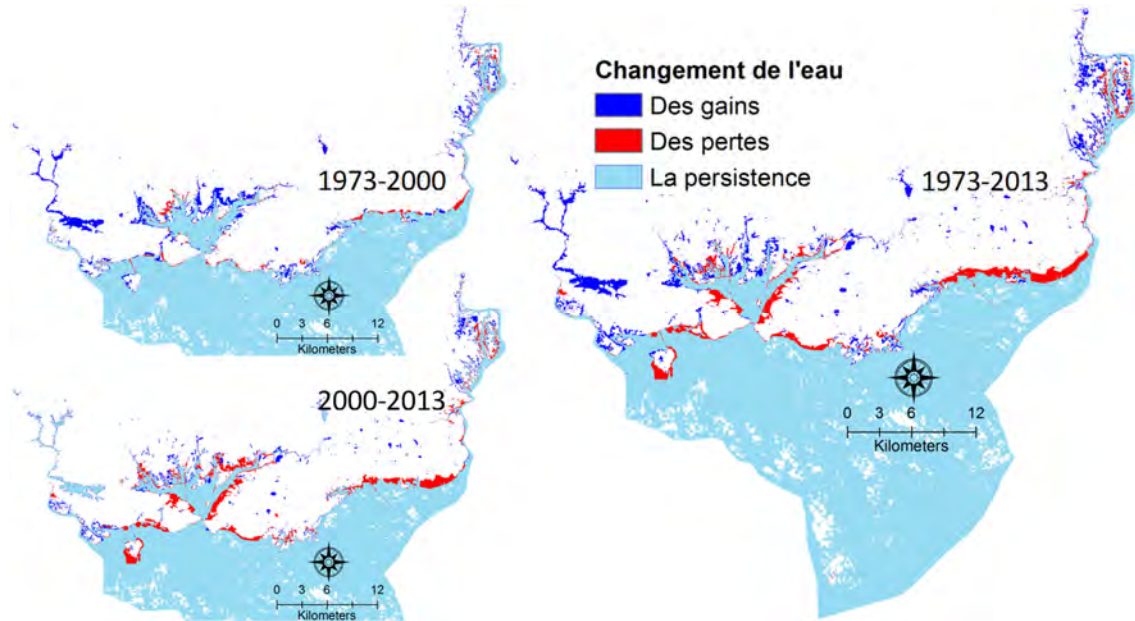 Changement de l'eau
Des gains
Des pertes
La persistence
1973-2000
0 3 6 12
Kilometers
2000-2013
0 3 6 12
Kilometers
1973-2013
0 3 6 12
Kilometers